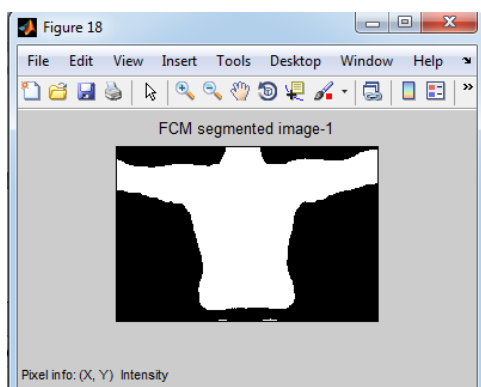 Figure 18
File Edit View Insert Tools Desktop Window Help
FCM segmented image-1
Pixel info: (X, Y) Intensity